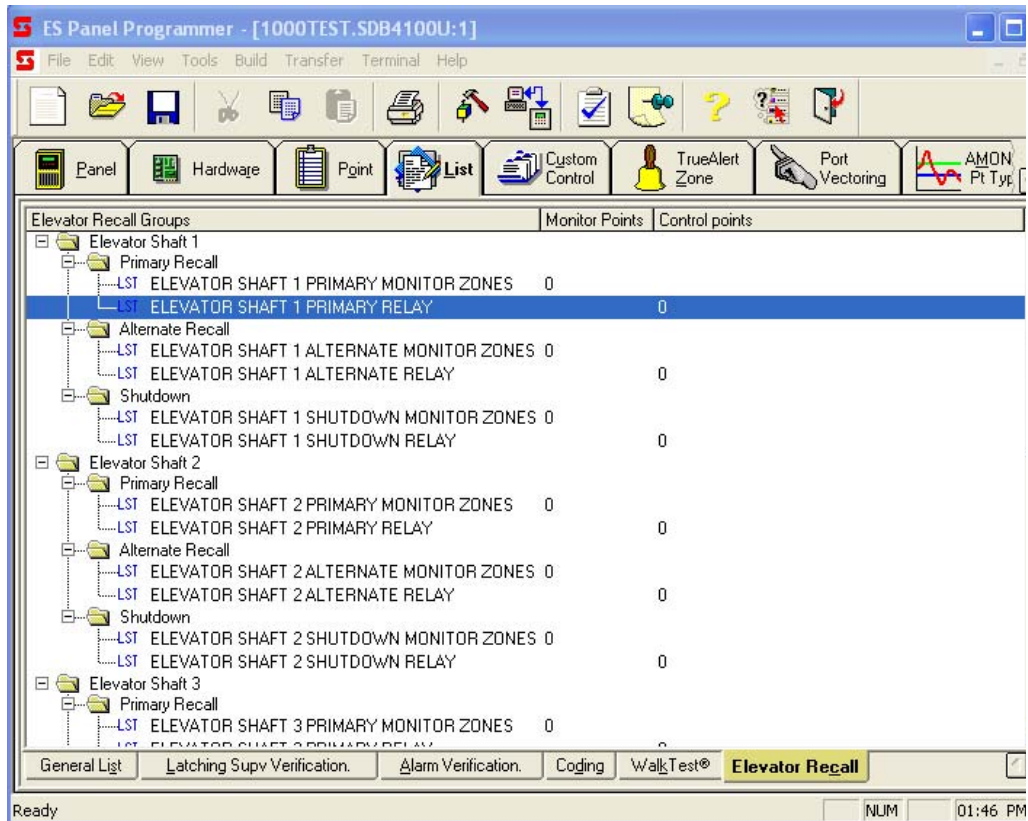 ES Panel Programmer - [1000TEST.SDB4100U:1]
File Edit View Tools Build Transfer Terminal Help
Panel Hardware Point List Custom Control TrueAlert Zone Port Vectoring AMON Pt Typ
Elevator Recall Groups Monitor Points Control points
Elevator Shaft 1
Primary Recall
LST ELEVATOR SHAFT 1 PRIMARY MONITOR ZONES 0
LST ELEVATOR SHAFT 1 PRIMARY RELAY 0
Alternate Recall
LST ELEVATOR SHAFT 1 ALTERNATE MONITOR ZONES 0
LST ELEVATOR SHAFT 1 ALTERNATE RELAY 0
Shutdown
LST ELEVATOR SHAFT 1 SHUTDOWN MONITOR ZONES 0
LST ELEVATOR SHAFT 1 SHUTDOWN RELAY 0
Elevator Shaft 2
Primary Recall
LST ELEVATOR SHAFT 2 PRIMARY MONITOR ZONES 0
LST ELEVATOR SHAFT 2 PRIMARY RELAY 0
Alternate Recall
LST ELEVATOR SHAFT 2 ALTERNATE MONITOR ZONES 0
LST ELEVATOR SHAFT 2 ALTERNATE RELAY 0
Shutdown
LST ELEVATOR SHAFT 2 SHUTDOWN MONITOR ZONES 0
LST ELEVATOR SHAFT 2 SHUTDOWN RELAY 0
Elevator Shaft 3
Primary Recall
LST ELEVATOR SHAFT 3 PRIMARY MONITOR ZONES 0
LST ELEVATOR SHAFT 3 PRIMARY RELAY 0
General List Latching Supv Verification. Alarm Verification. Coding WalkTest® Elevator Recall
Ready NUM 01:46 PM